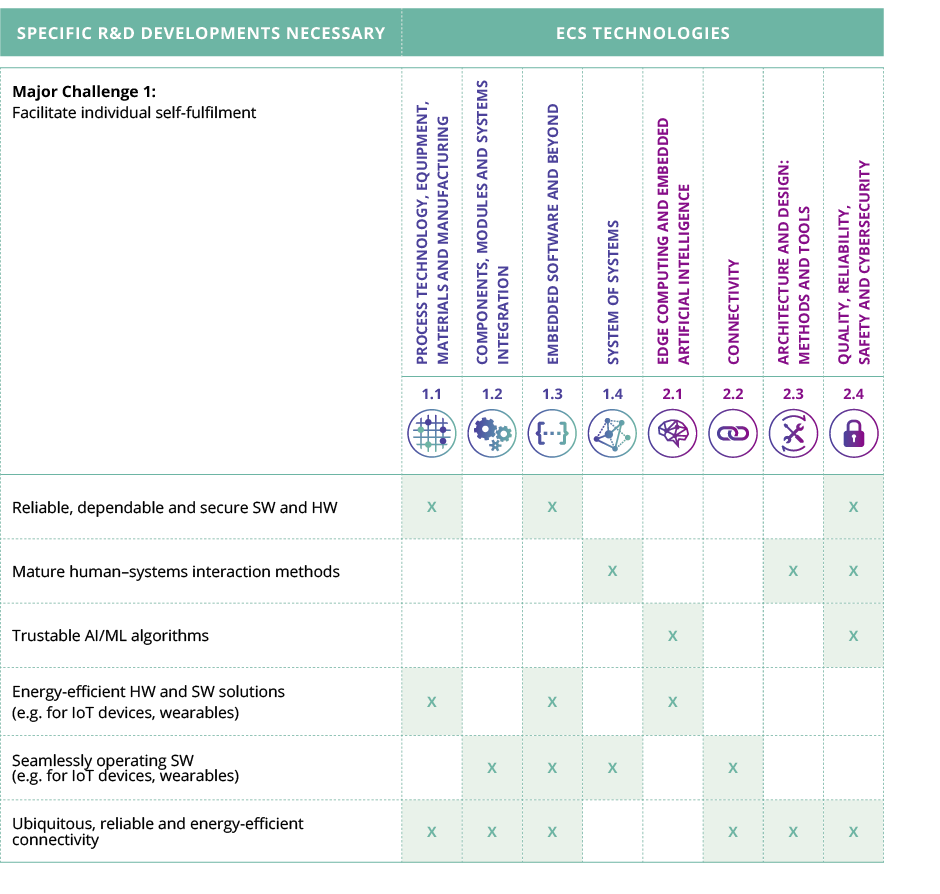 SPECIFIC R&D DEVELOPMENTS NECESSARY
ECS TECHNOLOGIES
Major Challenge 1:
Facilitate individual self-fulfilment
PROCESS TECHNOLOGY, EQUIPMENT,
MATERIALS AND MANUFACTURING
COMPONENTS, MODULES AND SYSTEMS
INTEGRATION
EMBEDDED SOFTWARE AND BEYOND
SYSTEM OF SYSTEMS
EDGE COMPUTING AND EMBEDDED
ARTIFICIAL INTELLIGENCE
CONNECTIVITY
ARCHITECTURE AND DESIGN:
METHODS AND TOOLS
QUALITY, RELIABILITY,
SAFETY AND CYBERSECURITY
1.1 1.2 1.3 1.4 2.1 2.2 2.3 2.4
Reliable, dependable and secure SW and HW X X X
Mature human–systems interaction methods X X X
Trustable AI/ML algorithms X X
Energy-efficient HW and SW solutions
(e.g. for IoT devices, wearables) X X X
Seamlessly operating SW
(e.g. for IoT devices, wearables) X X X X
Ubiquitous, reliable and energy-efficient
connectivity X X X X X X